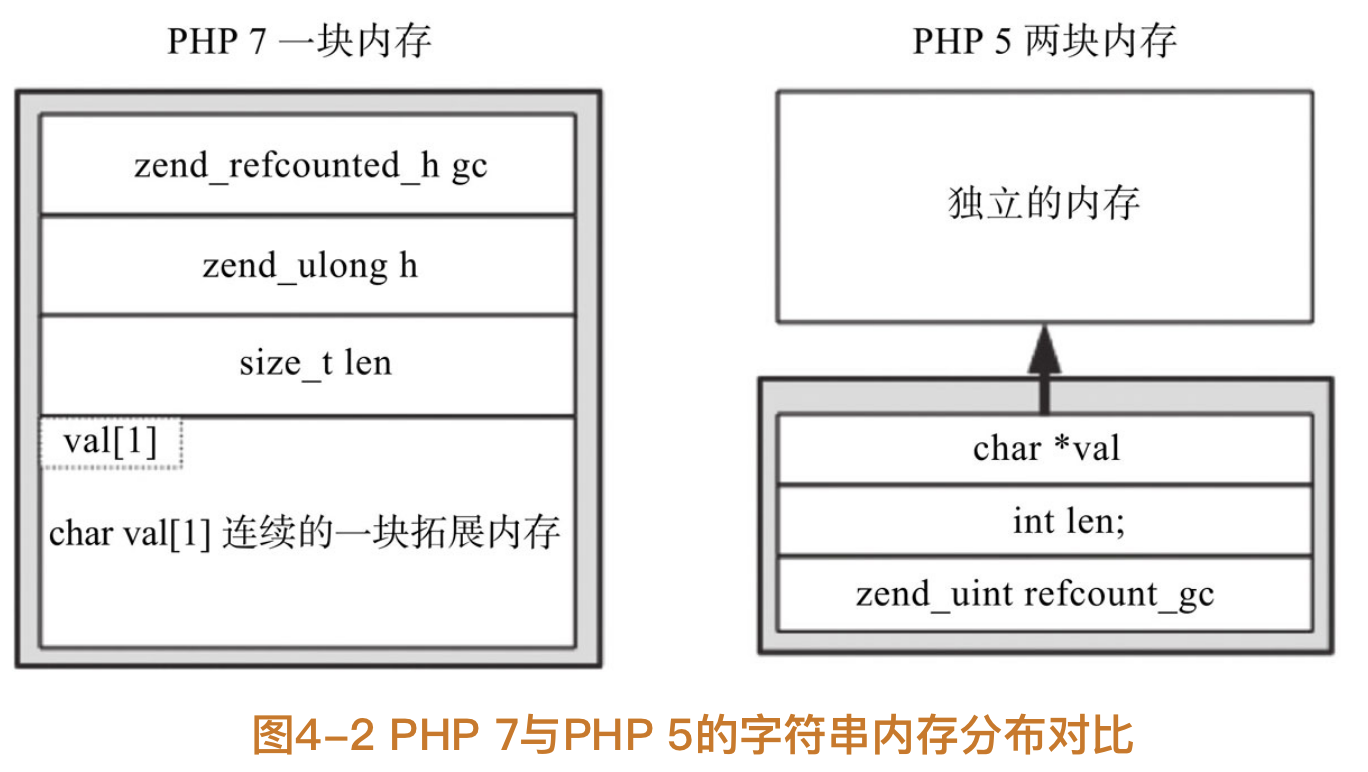 PHP 7 一块内存
zend_refcounted_h gc
zend_ulong h
size_t len
val[1]
char val[1] 连续的一块拓展内存
PHP 5 两块内存
独立的内存
char *val
int len;
zend_uint refcount_gc
图4-2 PHP 7与PHP 5的字符串内存分布对比